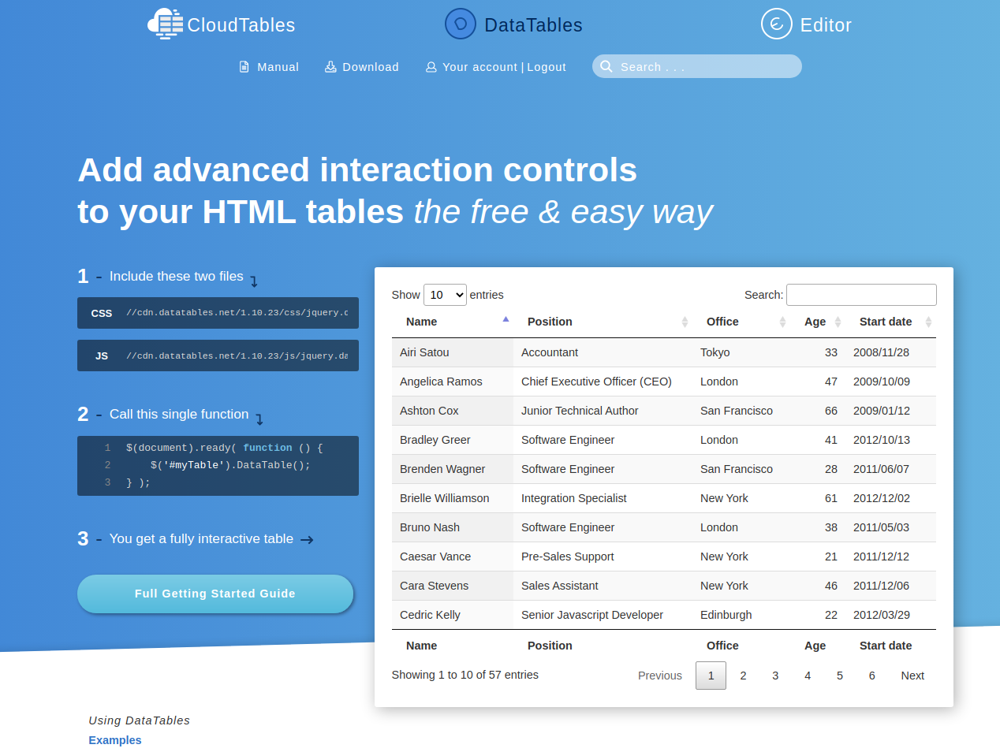 CloudTables DataTables Editor
Manual Download Your account | Logout Search . . .
Add advanced interaction controls
to your HTML tables the free & easy way
1 - Include these two files
CSS //cdn.datatables.net/1.10.23/css/jquery.d
JS //cdn.datatables.net/1.10.23/js/jquery.da
2 - Call this single function
1 $(document).ready( function () {
2 $('#myTable').DataTable();
3 } );
3 - You get a fully interactive table
Full Getting Started Guide
Show 10 entries Search:
Name Position Office Age Start date
Airi Satou Accountant Tokyo 33 2008/11/28
Angelica Ramos Chief Executive Officer (CEO) London 47 2009/10/09
Ashton Cox Junior Technical Author San Francisco 66 2009/01/12
Bradley Greer Software Engineer London 41 2012/10/13
Brenden Wagner Software Engineer San Francisco 28 2011/06/07
Brielle Williamson Integration Specialist New York 61 2012/12/02
Bruno Nash Software Engineer London 38 2011/05/03
Caesar Vance Pre-Sales Support New York 21 2011/12/12
Cara Stevens Sales Assistant New York 46 2011/12/06
Cedric Kelly Senior Javascript Developer Edinburgh 22 2012/03/29
Name Position Office Age Start date
Showing 1 to 10 of 57 entries Previous 1 2 3 4 5 6 Next
Using DataTables
Examples